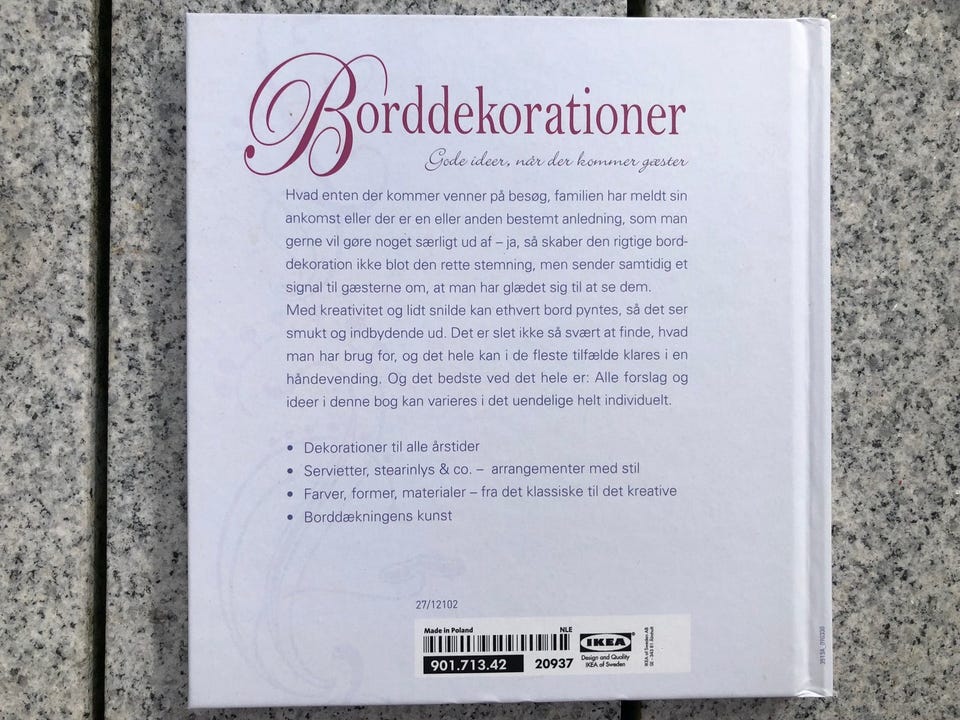 Borddekorationer
Gode ideer, når der kommer gæster
Hvad enten der kommer venner på besøg, familien har meldt sin
ankomst eller der er en eller anden bestemt anledning, som man
gerne vil gøre noget særligt ud af – ja, så skaber den rigtige bord-
dekoration ikke blot den rette stemning, men sender samtidig et
signal til gæsterne om, at man har glædet sig til at se dem.
Med kreativitet og lidt snilde kan ethvert bord pyntes, så det ser
smukt og indbydende ud. Det er slet ikke så svært at finde, hvad
man har brug for, og det hele kan i de fleste tilfælde klares i en
håndevending. Og det bedste ved det hele er: Alle forslag og
ideer i denne bog kan varieres i det uendelige helt individuelt.
• Dekorationer til alle årstider
• Servietter, stearinlys & co. – arrangementer med stil
• Farver, former, materialer – fra det klassiske til det kreative
• Borddækningens kunst
27/12102
Made in Poland NLE
901.713.42 20937
IKEA
Design and Quality
IKEA of Sweden
IKEA of Sweden AB
SE - 343 81 Älmhult